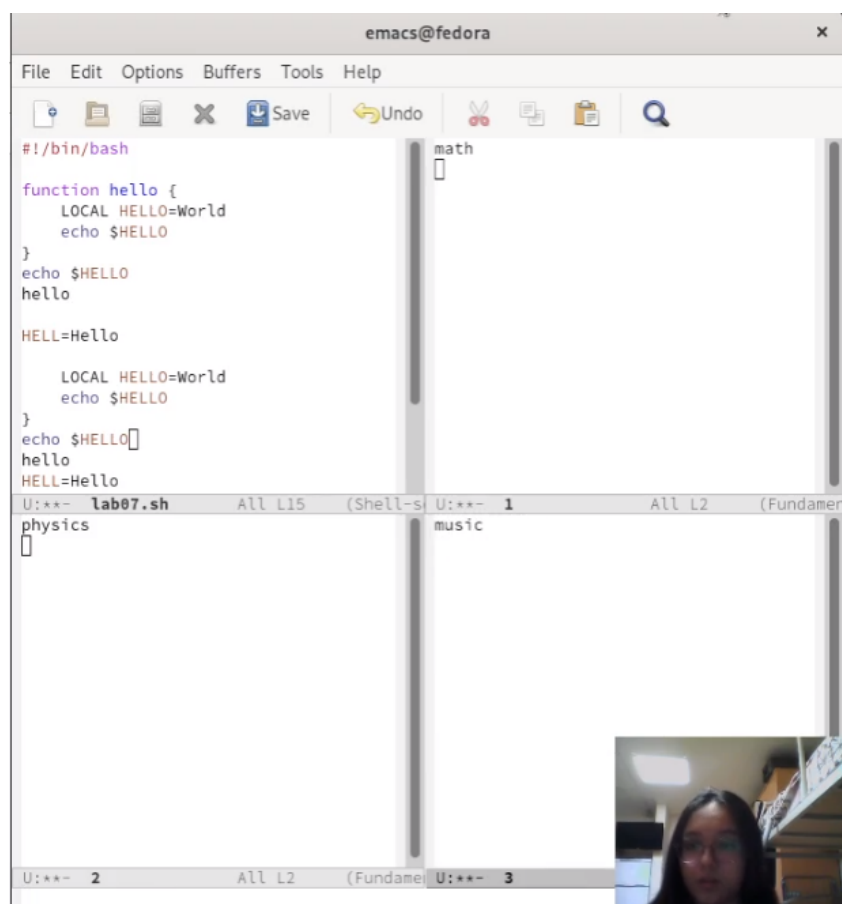 emacs@fedora
File Edit Options Buffers Tools Help
Save Undo
#!/bin/bash
function hello {
    LOCAL HELLO=World
    echo $HELLO
}
echo $HELLO
hello
HELL=Hello
    LOCAL HELLO=World
    echo $HELLO
}
echo $HELLO
hello
HELL=Hello
U:**- lab07.sh All L15 (Shell-s
math
U:**- 1 All L2 (Fundamen
physics
U:**- 2 All L2 (Fundame
music
U:**- 3